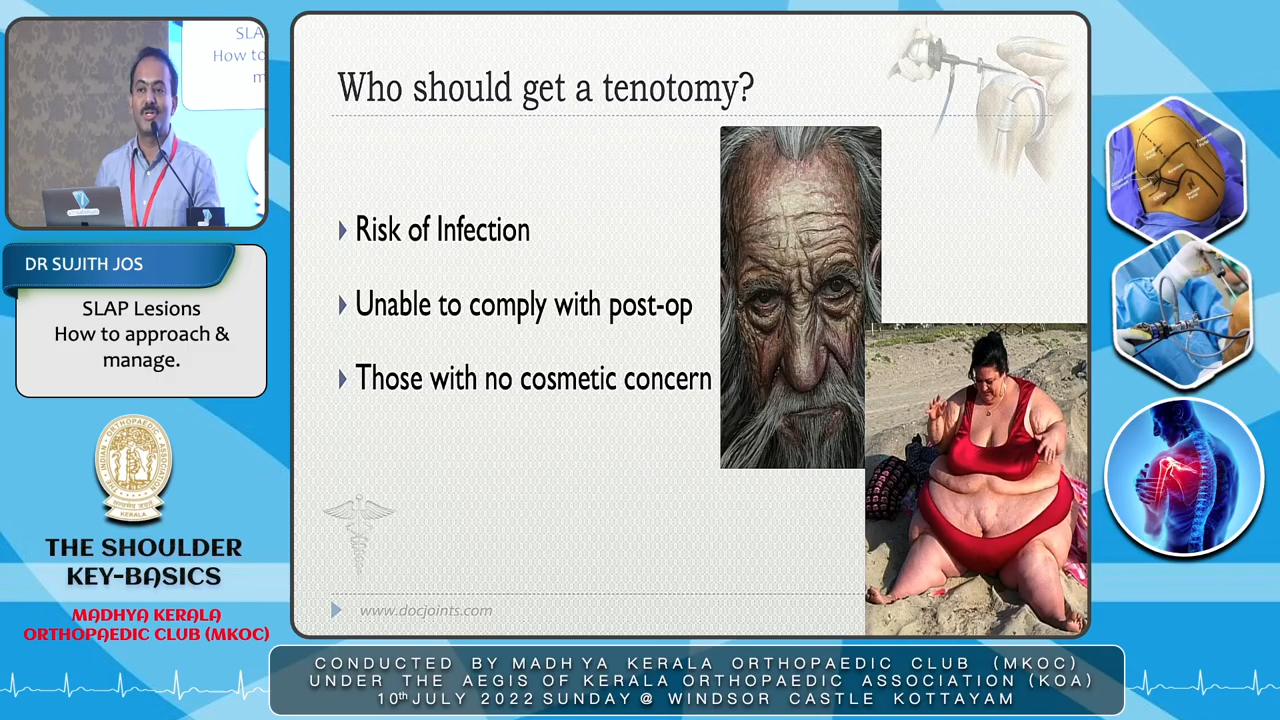 SLA
How to
m
DR SUJITH JOS
SLAP Lesions
How to approach &
manage.
THE SHOULDER
KEY-BASICS
MADHYA KERALA
ORTHOPAEDIC CLUB (MKOC)
Who should get a tenotomy?
Risk of Infection
Unable to comply with post-op
Those with no cosmetic concern
www.docjoints.com
CONDUCTED BY MADHYA KERALA ORTHOPAEDIC CLUB (MKOC)
UNDER THE AEGIS OF KERALA ORTHOPAEDIC ASSOCIATION (KOA)
10th JULY 2022 SUNDAY @ WINDSOR CASTLE KOTTAYAM